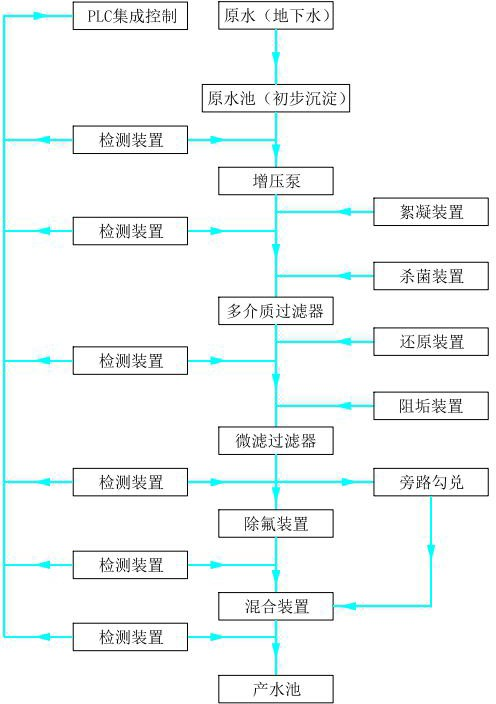 PLC集成控制
原水（地下水）
原水池（初步沉淀）
检测装置
增压泵
絮凝装置
检测装置
杀菌装置
多介质过滤器
还原装置
检测装置
阻垢装置
微滤过滤器
检测装置
旁路勾兑
除氟装置
检测装置
混合装置
检测装置
产水池